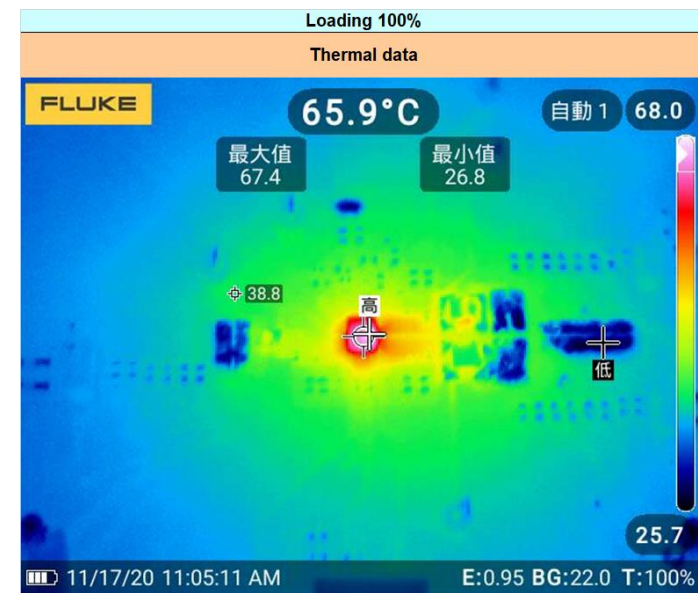 Loading 100%
Thermal data
FLUKE
65.9°C
自動 1
68.0
最大值
67.4
最小值
26.8
38.8
高
低
25.7
11/17/20 11:05:11 AM
E:0.95 BG:22.0 T:100%